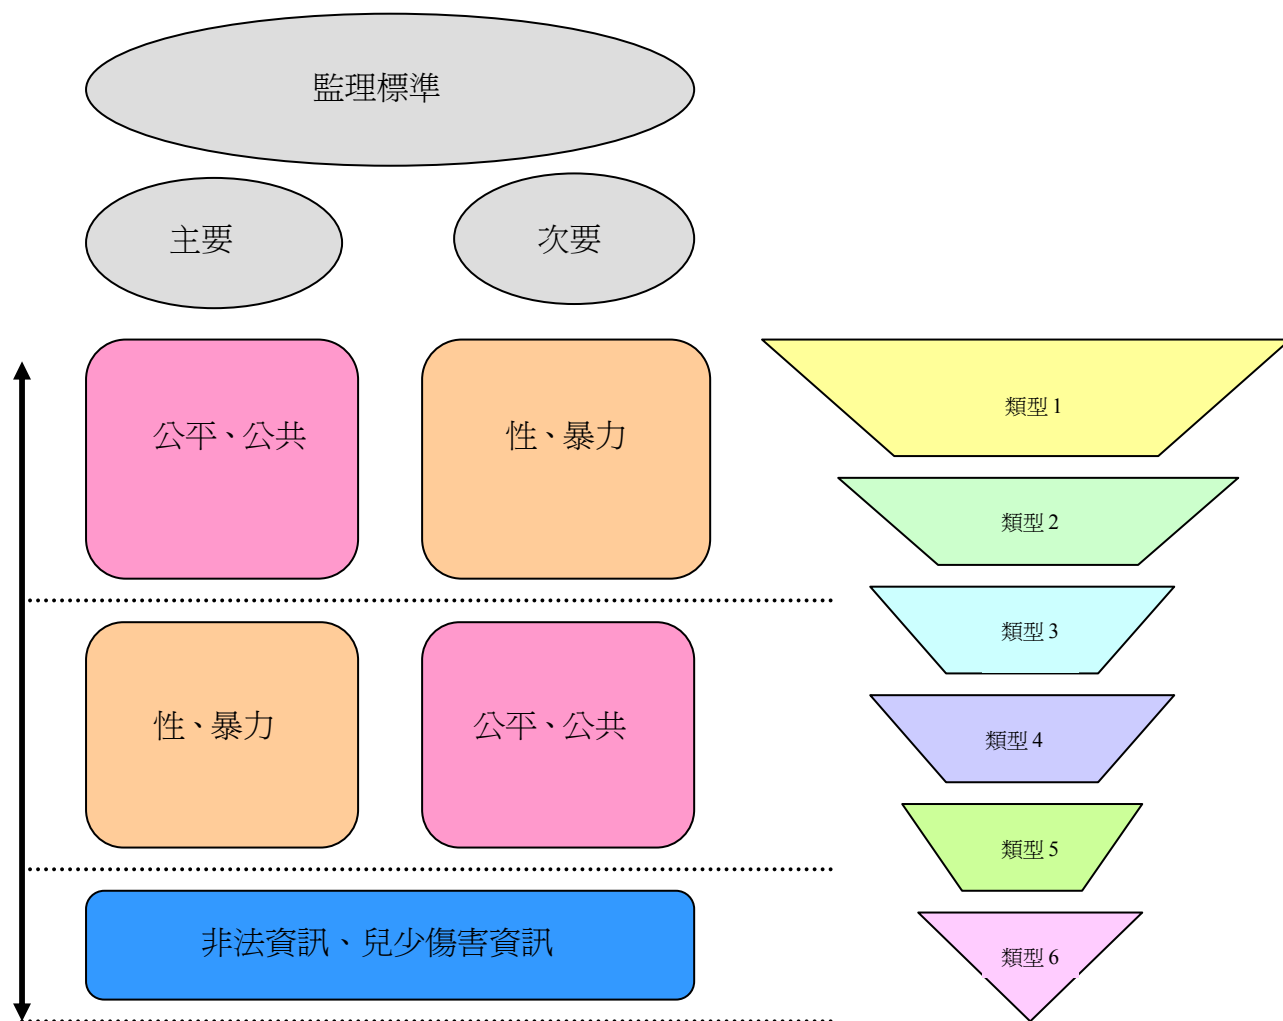 監理標準
主要
次要
公平、公共
性、暴力
類型 1
類型 2
類型 3
性、暴力
公平、公共
類型 4
類型 5
非法資訊、兒少傷害資訊
類型 6